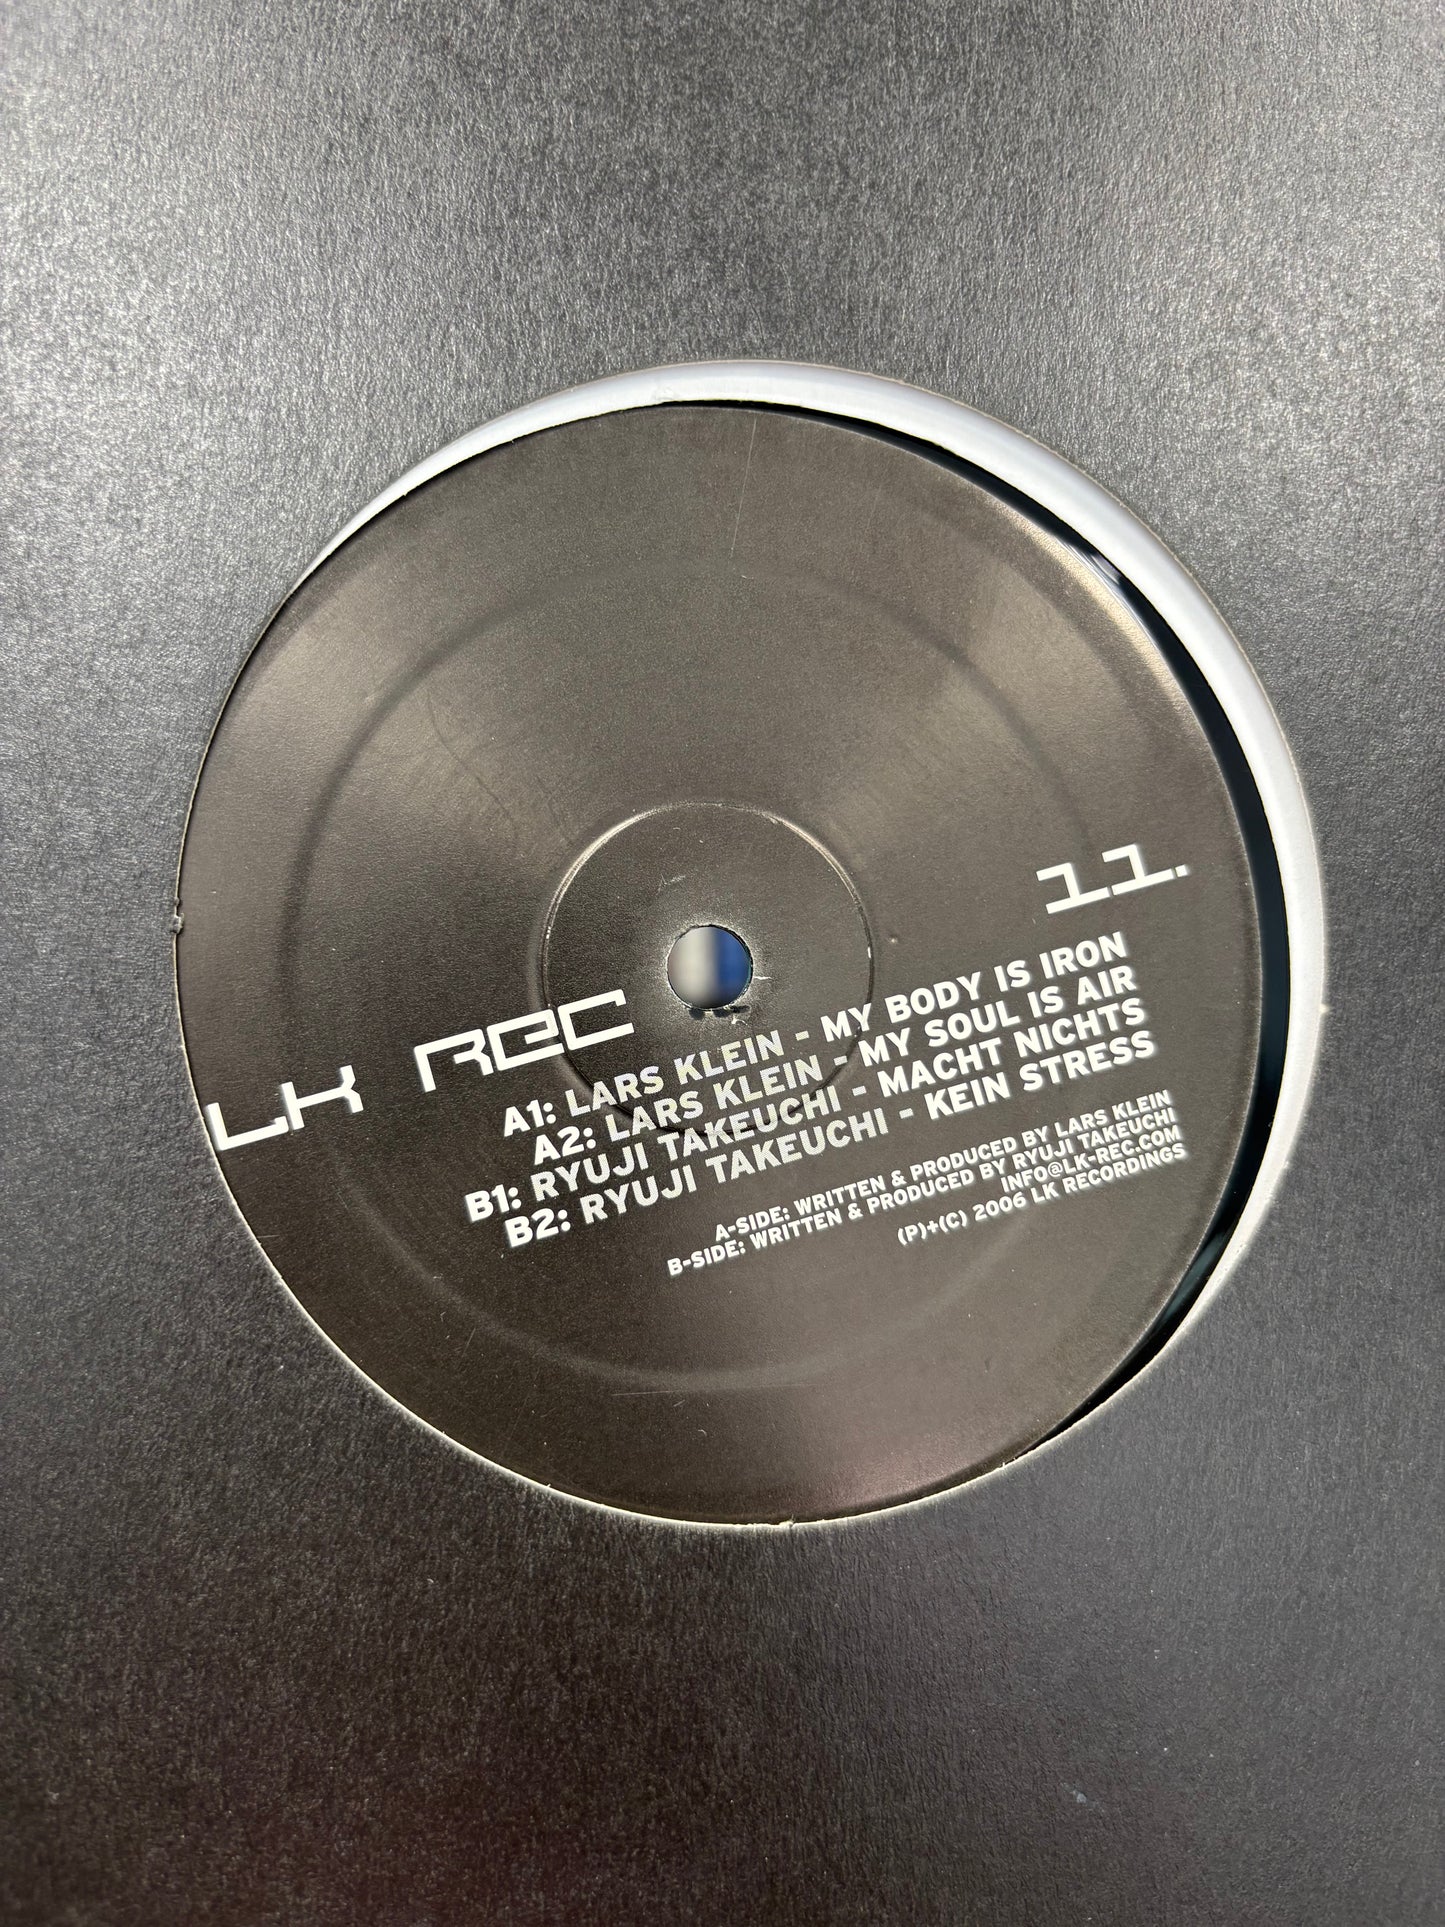 LK REC 11.
A1: LARS KLEIN - MY BODY IS IRON
A2: LARS KLEIN - MY SOUL IS AIR
B1: RYUJI TAKEUCHI - MACHT NICHTS
B2: RYUJI TAKEUCHI - KEIN STRESS
A-SIDE: WRITTEN & PRODUCED BY LARS KLEIN
B-SIDE: WRITTEN & PRODUCED BY RYUJI TAKEUCHI
INFO@LK-REC.COM
(P)+(C) 2006 LK RECORDINGS